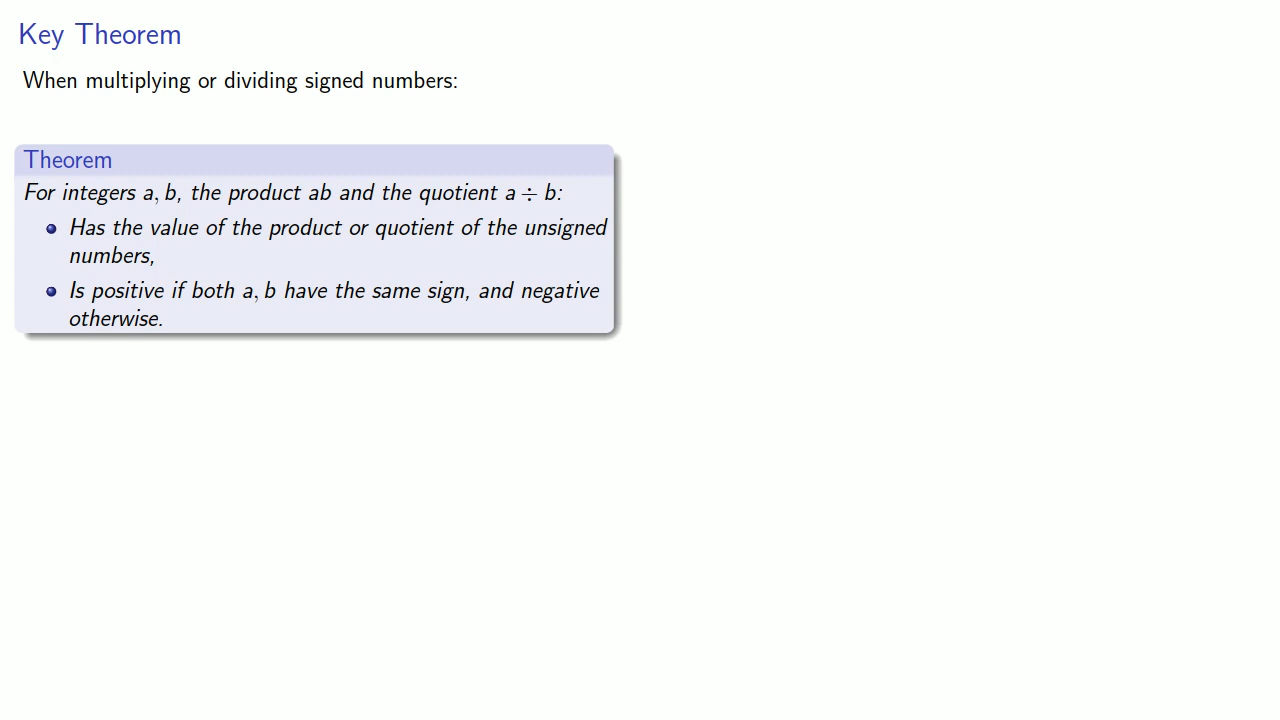 Key Theorem
When multiplying or dividing signed numbers:
Theorem
For integers a, b, the product ab and the quotient a ÷ b:
Has the value of the product or quotient of the unsigned
numbers,
Is positive if both a, b have the same sign, and negative
otherwise.